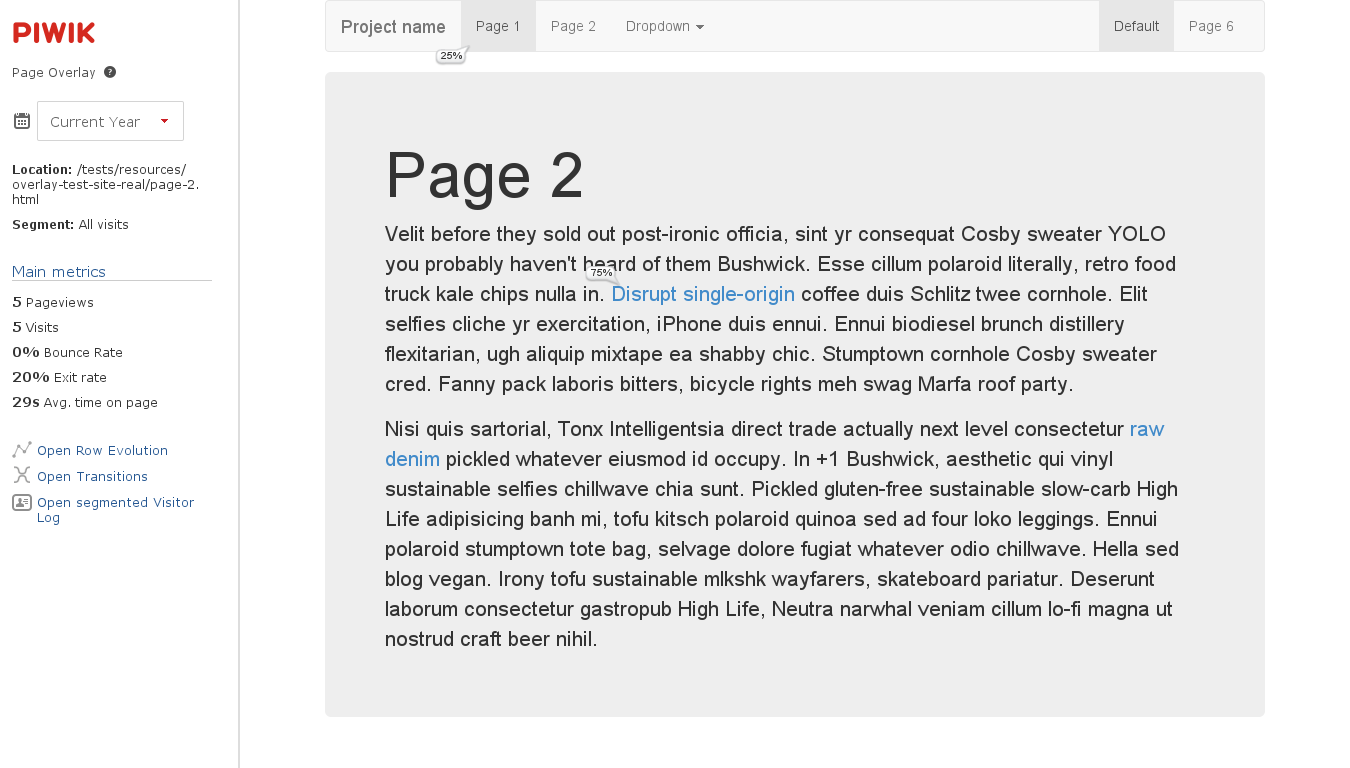 PIWIK
Page Overlay ?
Current Year
Location: /tests/resources/
overlay-test-site-real/page-2.
html
Segment: All visits
Main metrics
5 Pageviews
5 Visits
0% Bounce Rate
20% Exit rate
29s Avg. time on page
Open Row Evolution
Open Transitions
Open segmented Visitor
Log
Project name Page 1 Page 2 Dropdown Default Page 6
25%
Page 2
Velit before they sold out post-ironic officia, sint yr consequat Cosby sweater YOLO
you probably haven't heard of them Bushwick. Esse cillum polaroid literally, retro food
75%
truck kale chips nulla in. Disrupt single-origin coffee duis Schlitz twee cornhole. Elit
selfies cliche yr exercitation, iPhone duis ennui. Ennui biodiesel brunch distillery
flexitarian, ugh aliquip mixtape ea shabby chic. Stumptown cornhole Cosby sweater
cred. Fanny pack laboris bitters, bicycle rights meh swag Marfa roof party.
Nisi quis sartorial, Tonx Intelligentsia direct trade actually next level consectetur raw
denim pickled whatever eiusmod id occupy. In +1 Bushwick, aesthetic qui vinyl
sustainable selfies chillwave chia sunt. Pickled gluten-free sustainable slow-carb High
Life adipisicing banh mi, tofu kitsch polaroid quinoa sed ad four loko leggings. Ennui
polaroid stumptown tote bag, selvage dolore fugiat whatever odio chillwave. Hella sed
blog vegan. Irony tofu sustainable mlkshk wayfarers, skateboard pariatur. Deserunt
laborum consectetur gastropub High Life, Neutra narwhal veniam cillum lo-fi magna ut
nostrud craft beer nihil.